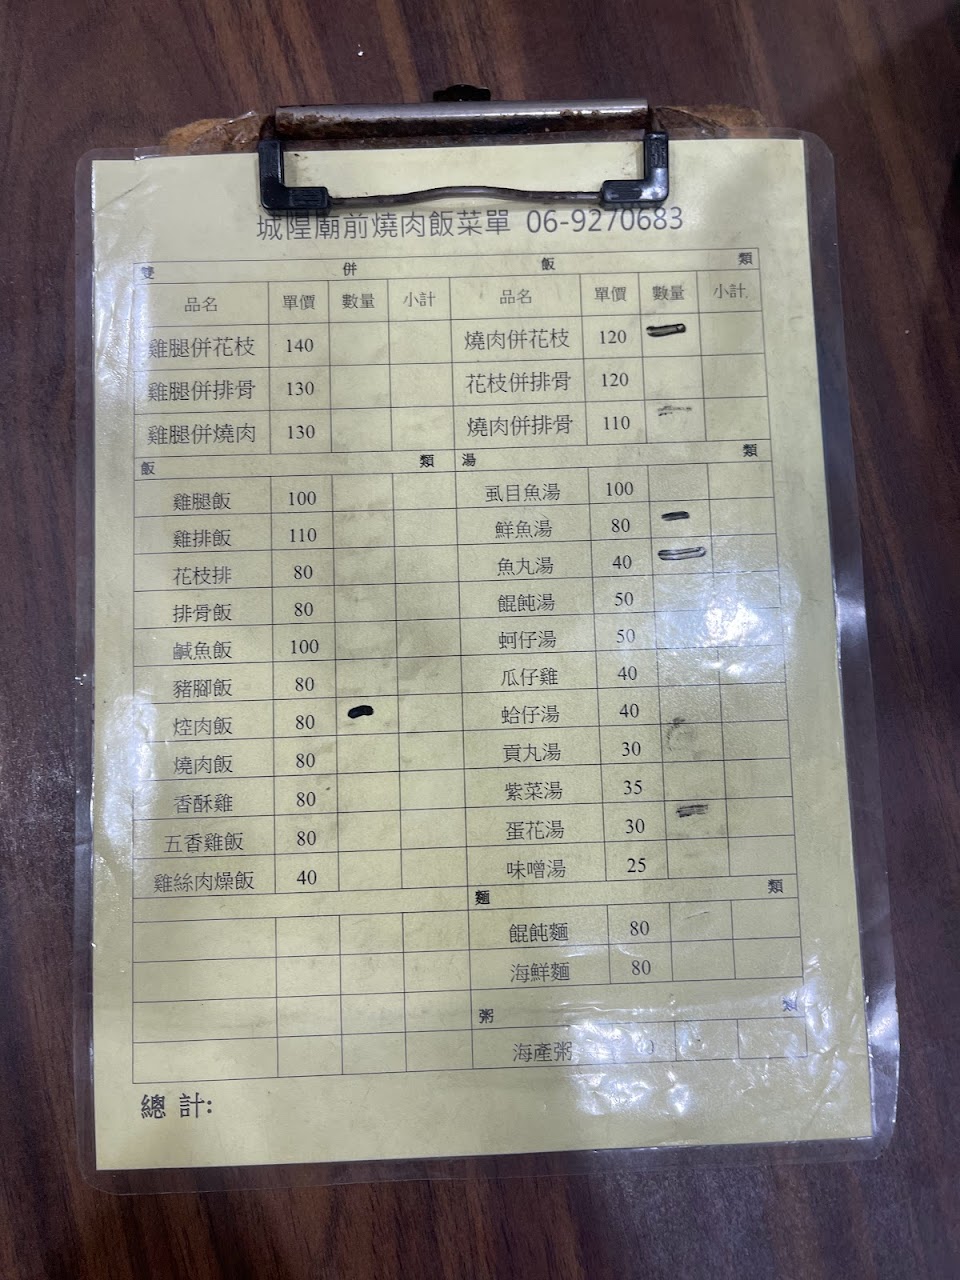 城隍廟前燒肉飯菜單 06-9270683
雙 併 飯 類
品名 單價 數量 小計 品名 單價 數量 小計
雞腿併花枝 140 燒肉併花枝 120
雞腿併排骨 130 花枝併排骨 120
雞腿併燒肉 130 燒肉併排骨 110
飯 類 湯 類
雞腿飯 100 虱目魚湯 100
雞排飯 110 鮮魚湯 80
花枝排 80 魚丸湯 40
排骨飯 80 餛飩湯 50
鹹魚飯 100 蚵仔湯 50
豬腳飯 80 瓜仔雞 40
焢肉飯 80 蛤仔湯 40
燒肉飯 80 貢丸湯 30
香酥雞 80 紫菜湯 35
五香雞飯 80 蛋花湯 30
雞絲肉燥飯 40 味噌湯 25
麵 類
餛飩麵 80
海鮮麵 80
粥 類
海產粥
總 計: